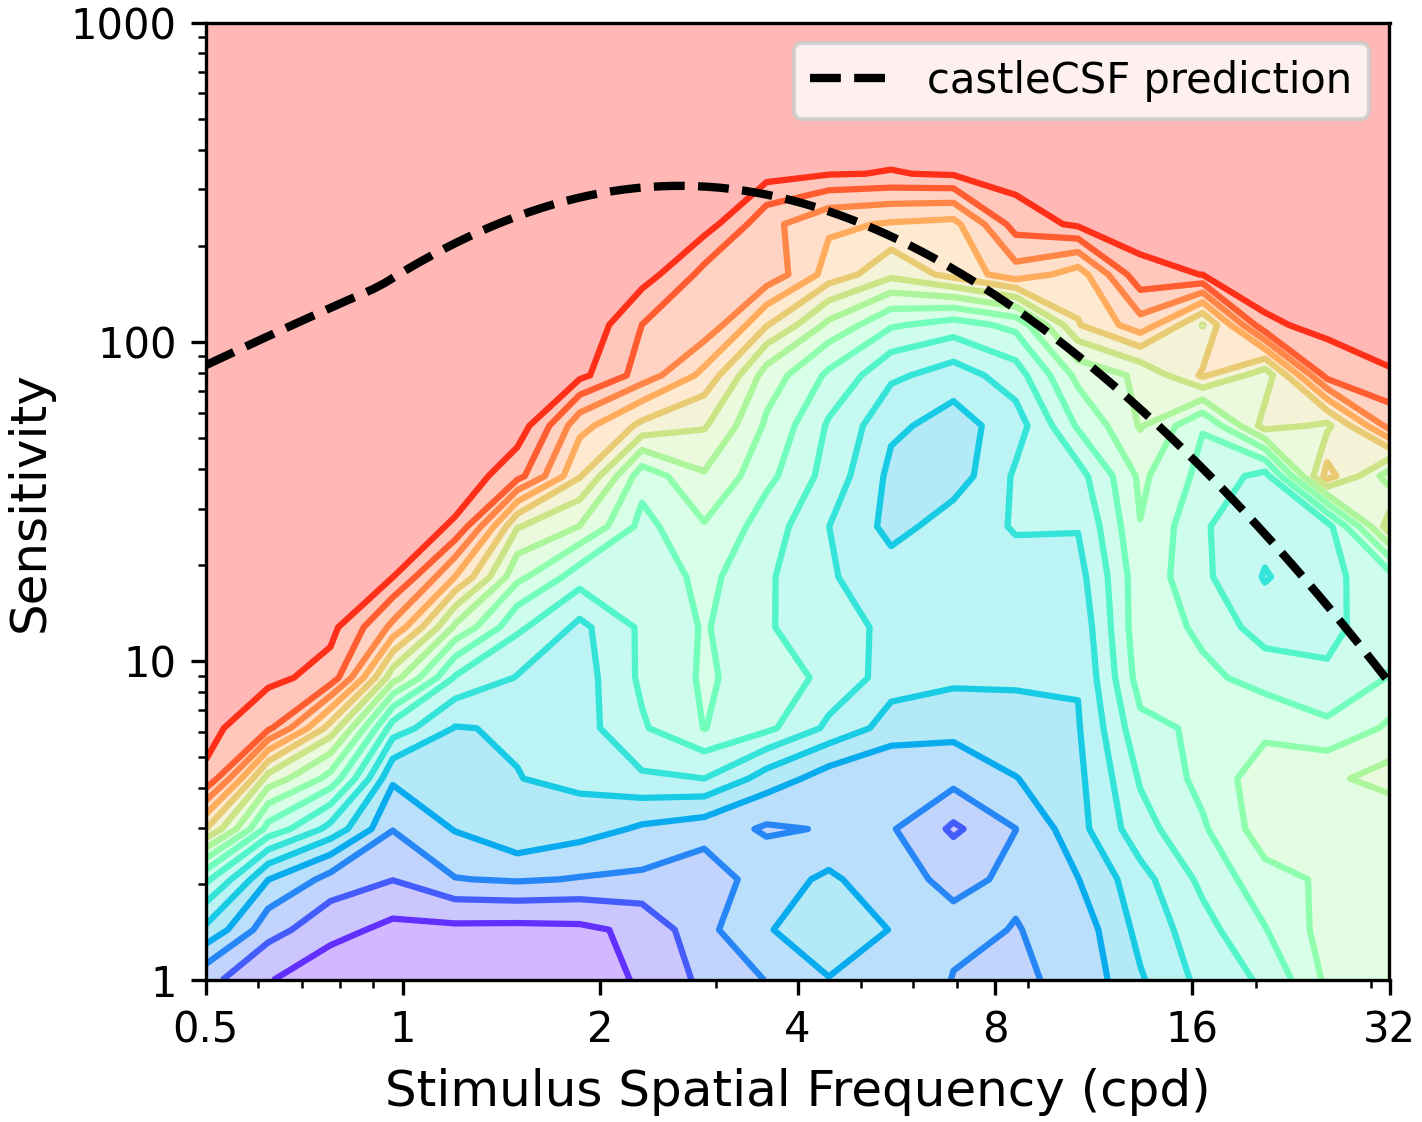 1000
castleCSF prediction
100
Sensitivity
10
1
0.5 1 2 4 8 16 32
Stimulus Spatial Frequency (cpd)